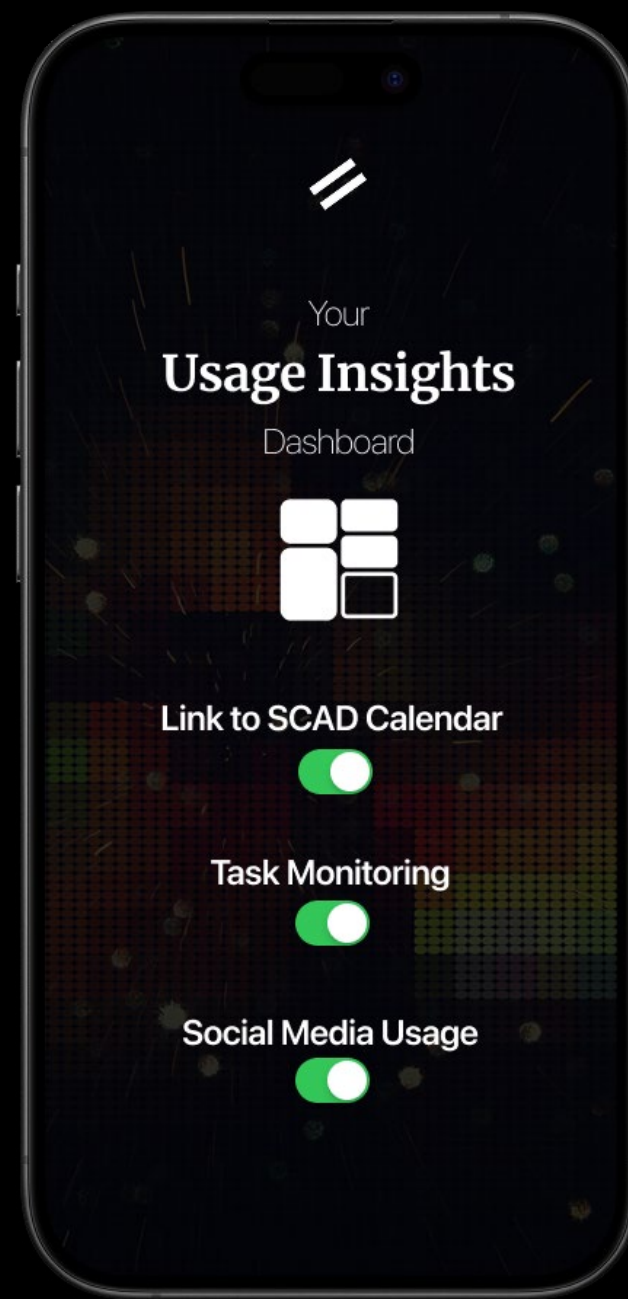 Your
Usage Insights
Dashboard
Link to SCAD Calendar
Task Monitoring
Social Media Usage